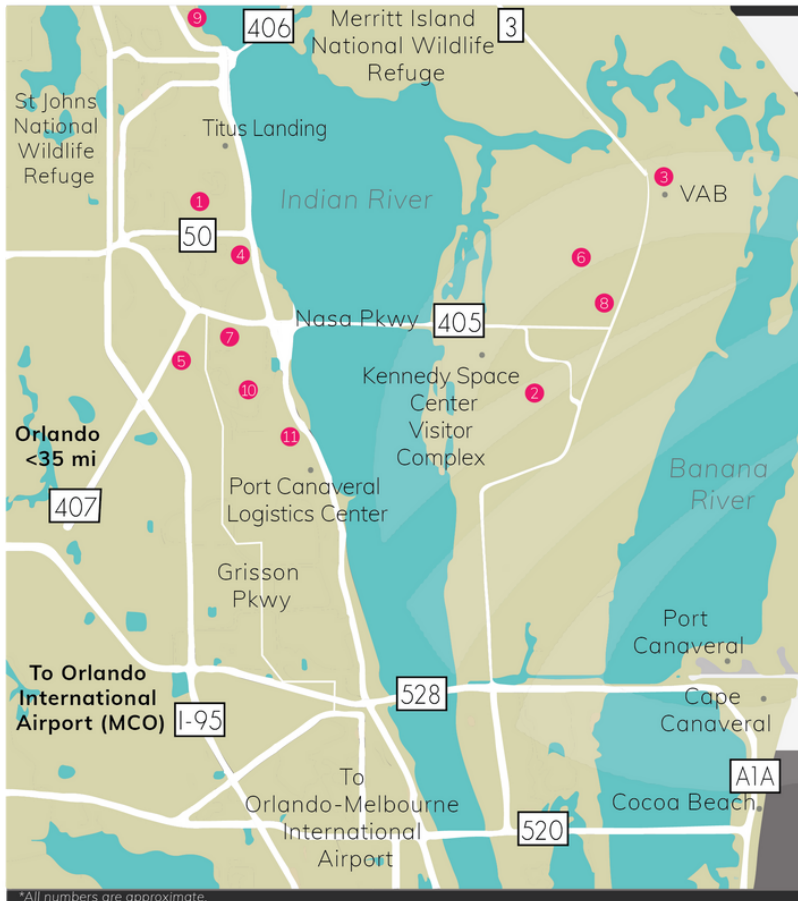 9
406
Merritt Island
National Wildlife
Refuge
3
St Johns
National
Wildlife
Refuge
Titus Landing
3
VAB
Indian River
1
50
4
6
8
Nasa Pkwy
405
7
5
Kennedy Space
Center
Visitor
Complex
2
10
11
Orlando
<35 mi
407
Port Canaveral
Logistics Center
Banana
River
Grisson
Pkwy
Port
Canaveral
To Orlando
International
Airport (MCO)
I-95
528
Cape
Canaveral
To
Orlando-Melbourne
International
Airport
A1A
Cocoa Beach
520
*All numbers are approximate.